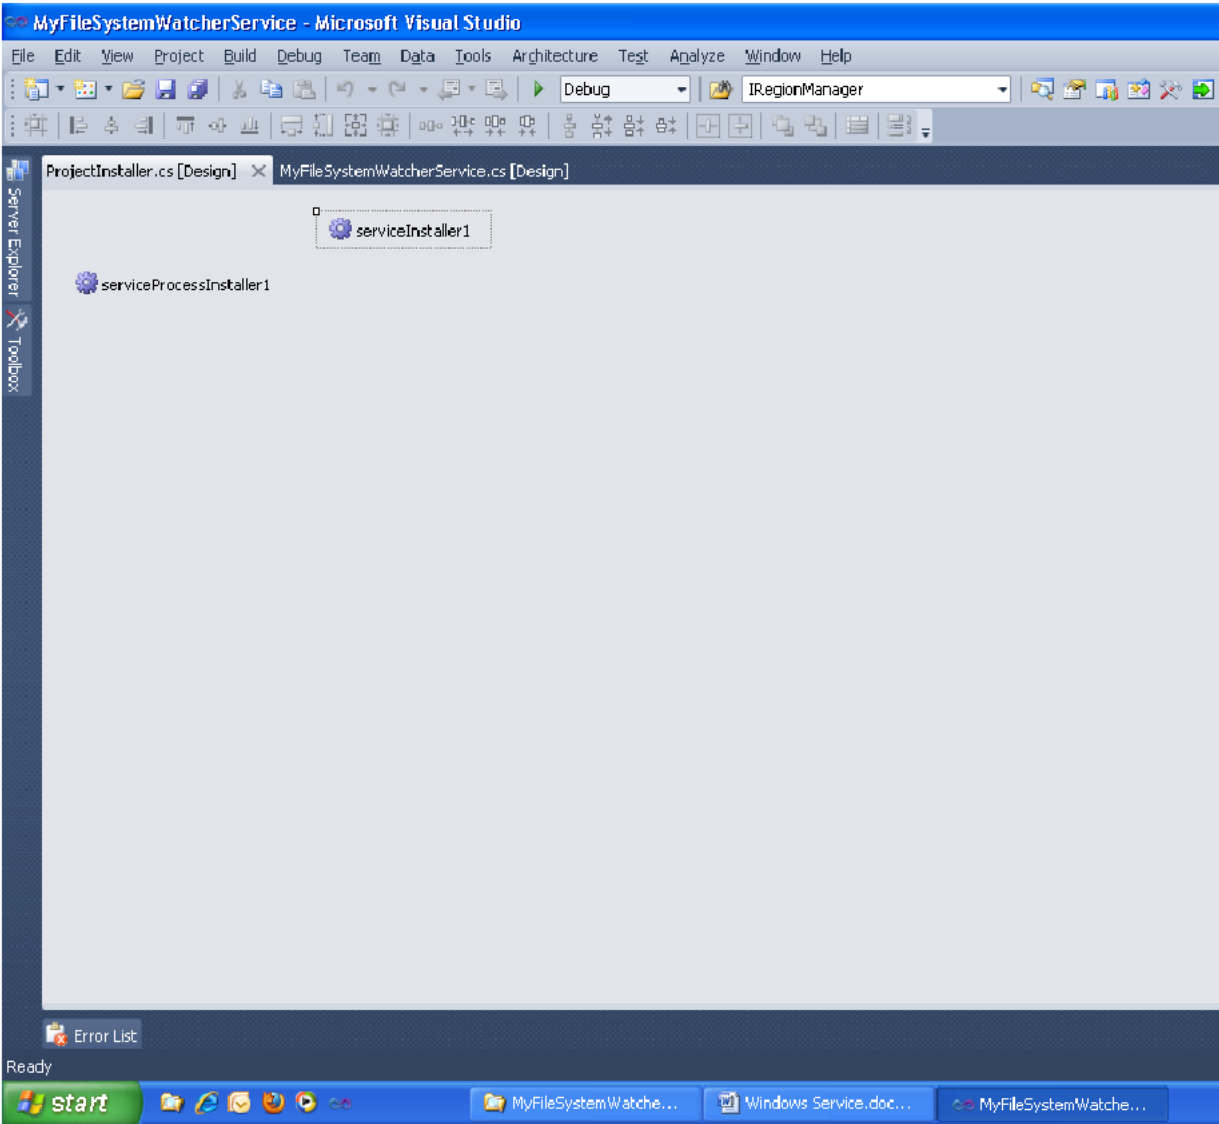 MyFileSystemWatcherService - Microsoft Visual Studio
File Edit View Project Build Debug Team Data Tools Architecture Test Analyze Window Help
Debug IRegionManager
ProjectInstaller.cs [Design] MyFileSystemWatcherService.cs [Design]
Server Explorer
Toolbox
serviceInstaller1
serviceProcessInstaller1
Error List
Ready
start MyFileSystemWatche... Windows Service.doc... MyFileSystemWatche...